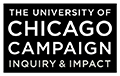 THE UNIVERSITY OF
CHICAGO
CAMPAIGN
INQUIRY & IMPACT